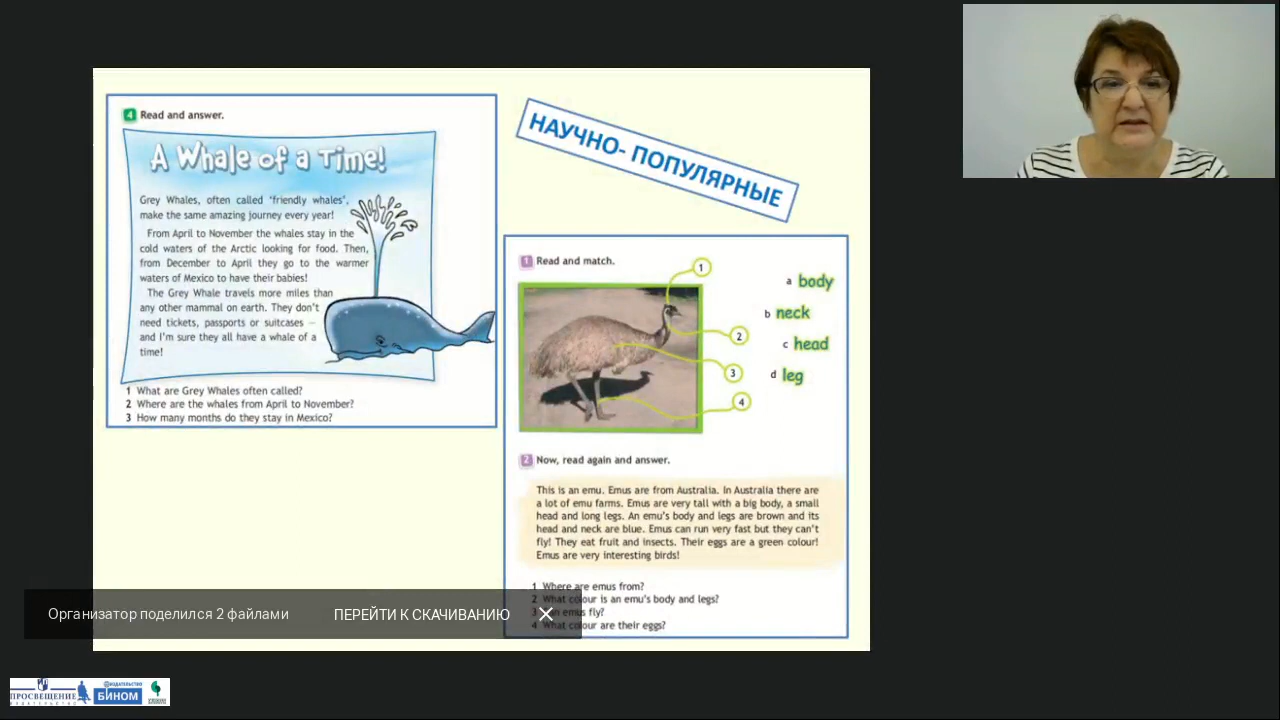 4 Read and answer.
A Whale of a Time!
Grey Whales, often called 'friendly whales',
make the same amazing journey every year!
From April to November the whales stay in the
cold waters of the Arctic looking for food. Then,
from December to April they go to the warmer
waters of Mexico to have their babies!
The Grey Whale travels more miles than
any other mammal on earth. They don't
need tickets, passports or suitcases –
and I'm sure they all have a whale of a
time!
1 What are Grey Whales often called?
2 Where are the whales from April to November?
3 How many months do they stay in Mexico?
НАУЧНО- ПОПУЛЯРНЫЕ
1 Read and match.
1
2
3
4
a body
b neck
c head
d leg
2 Now, read again and answer.
This is an emu. Emus are from Australia. In Australia there are
a lot of emu farms. Emus are very tall with a big body, a small
head and long legs. An emu's body and legs are brown and its
head and neck are blue. Emus can run very fast but they can't
fly! They eat fruit and insects. Their eggs are a green colour!
Emus are very interesting birds!
1 Where are emus from?
2 What colour is an emu's body and legs?
3 Can emus fly?
4 What colour are their eggs?
Организатор поделился 2 файлами ПЕРЕЙТИ К СКАЧИВАНИЮ
ПРОСВЕЩЕНИЕ
ИЗДАТЕЛЬСТВО
БИНОМ